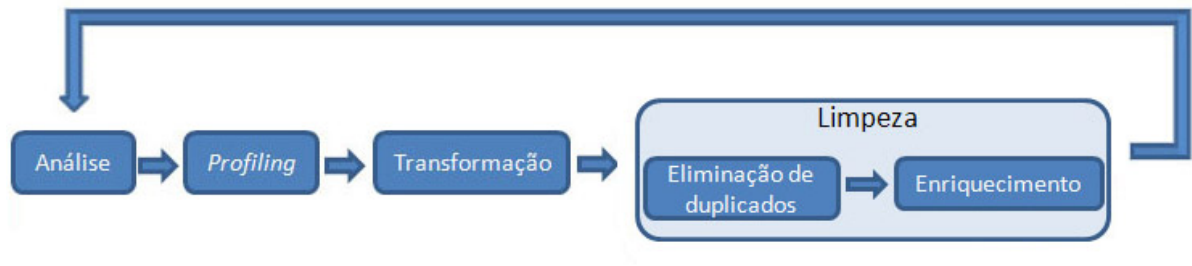 Limpeza
Análise
Profiling
Transformação
Eliminação de
duplicados
Enriquecimento